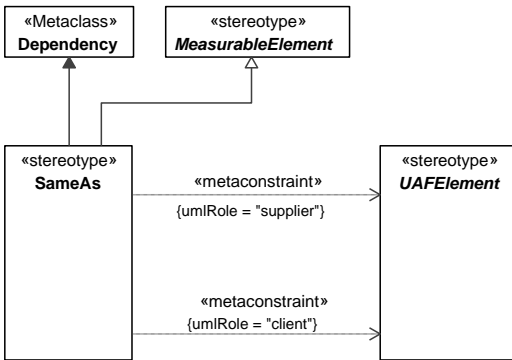 «Metaclass»
Dependency
«stereotype»
MeasurableElement
«stereotype»
SameAs
«metaconstraint»
{umlRole = "supplier"}
«stereotype»
UAFElement
«metaconstraint»
{umlRole = "client"}